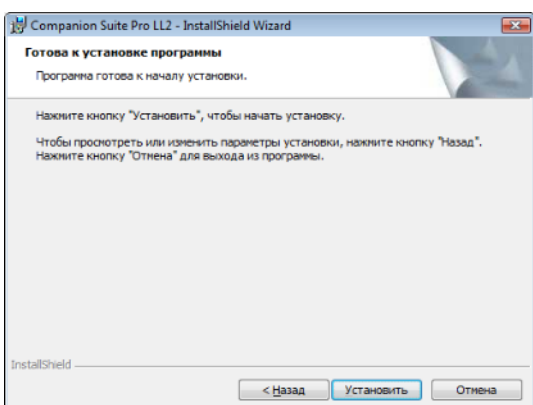 Companion Suite Pro LL2 - InstallShield Wizard
Готова к установке программы
Программа готова к началу установки.
Нажмите кнопку "Установить", чтобы начать установку.
Чтобы просмотреть или изменить параметры установки, нажмите кнопку "Назад".
Нажмите кнопку "Отмена" для выхода из программы.
InstallShield
< Назад Установить Отмена